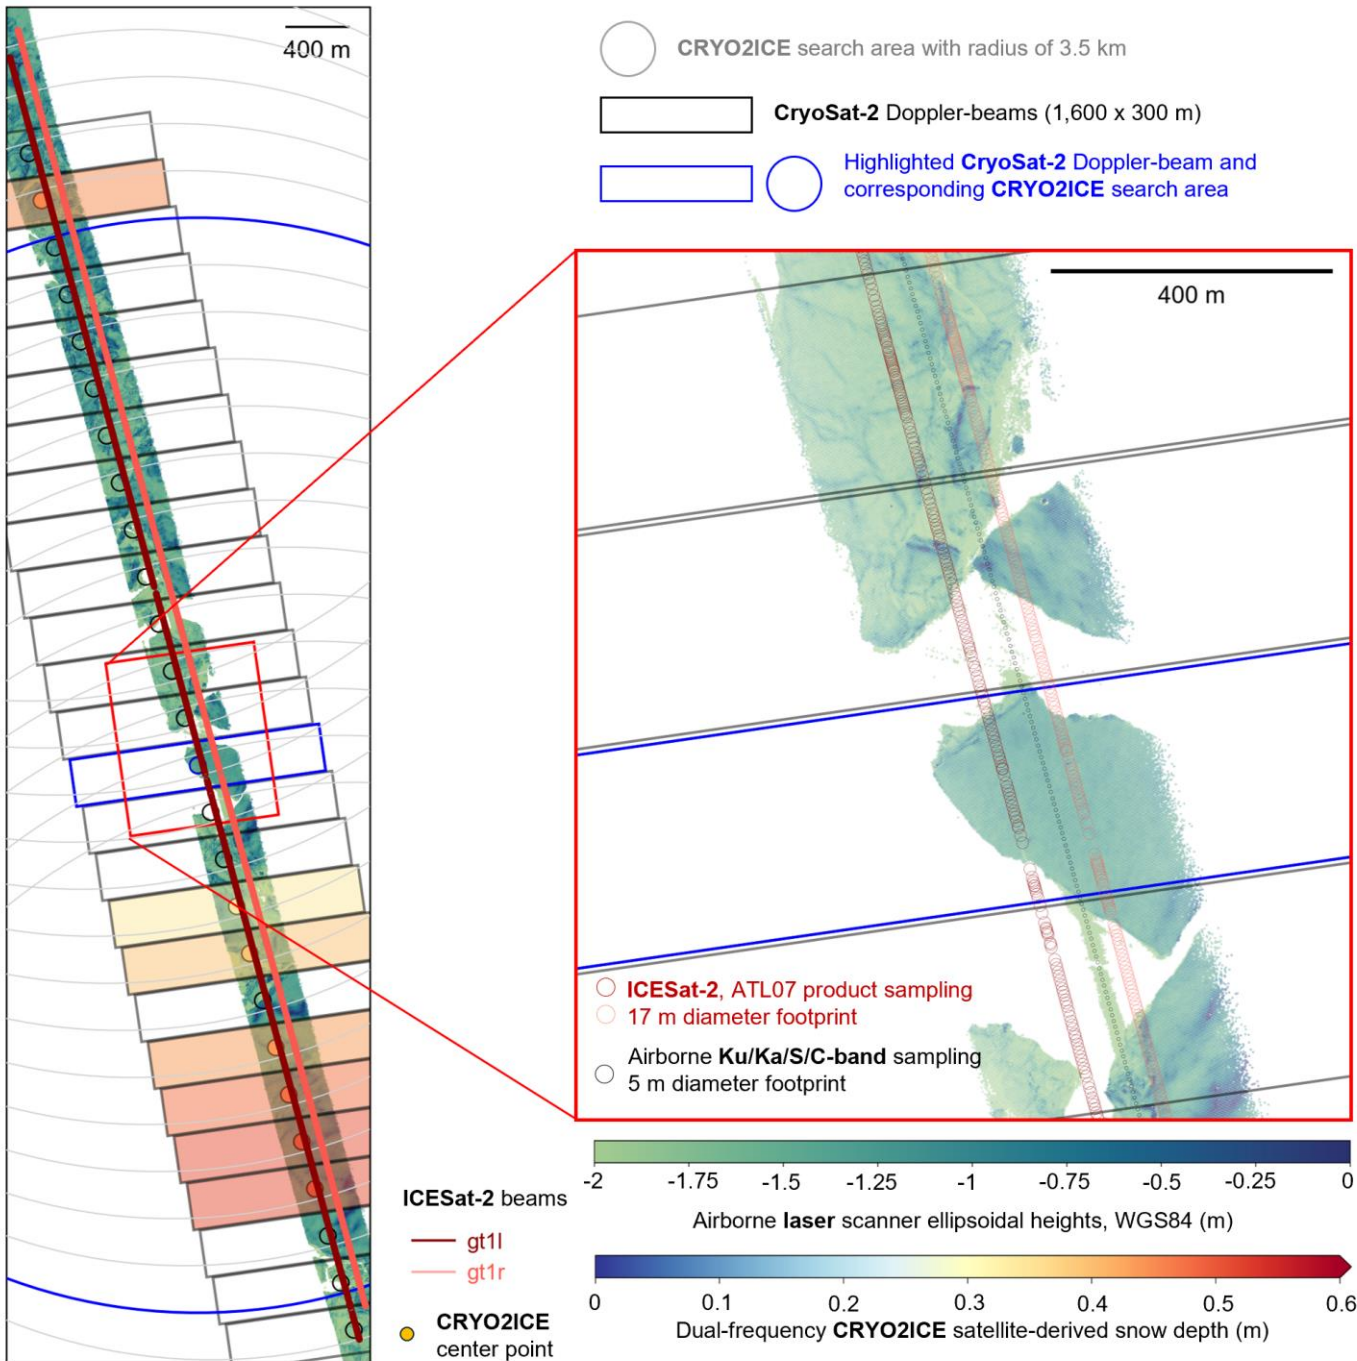 400 m
CRYO2ICE search area with radius of 3.5 km
CryoSat-2 Doppler-beams (1,600 x 300 m)
Highlighted CryoSat-2 Doppler-beam and
corresponding CRYO2ICE search area
400 m
ICESat-2, ATL07 product sampling
17 m diameter footprint
Airborne Ku/Ka/S/C-band sampling
5 m diameter footprint
-2 -1.75 -1.5 -1.25 -1 -0.75 -0.5 -0.25 0
Airborne laser scanner ellipsoidal heights, WGS84 (m)
ICESat-2 beams
gt1l
gt1r
CRYO2ICE
center point
0 0.1 0.2 0.3 0.4 0.5 0.6
Dual-frequency CRYO2ICE satellite-derived snow depth (m)